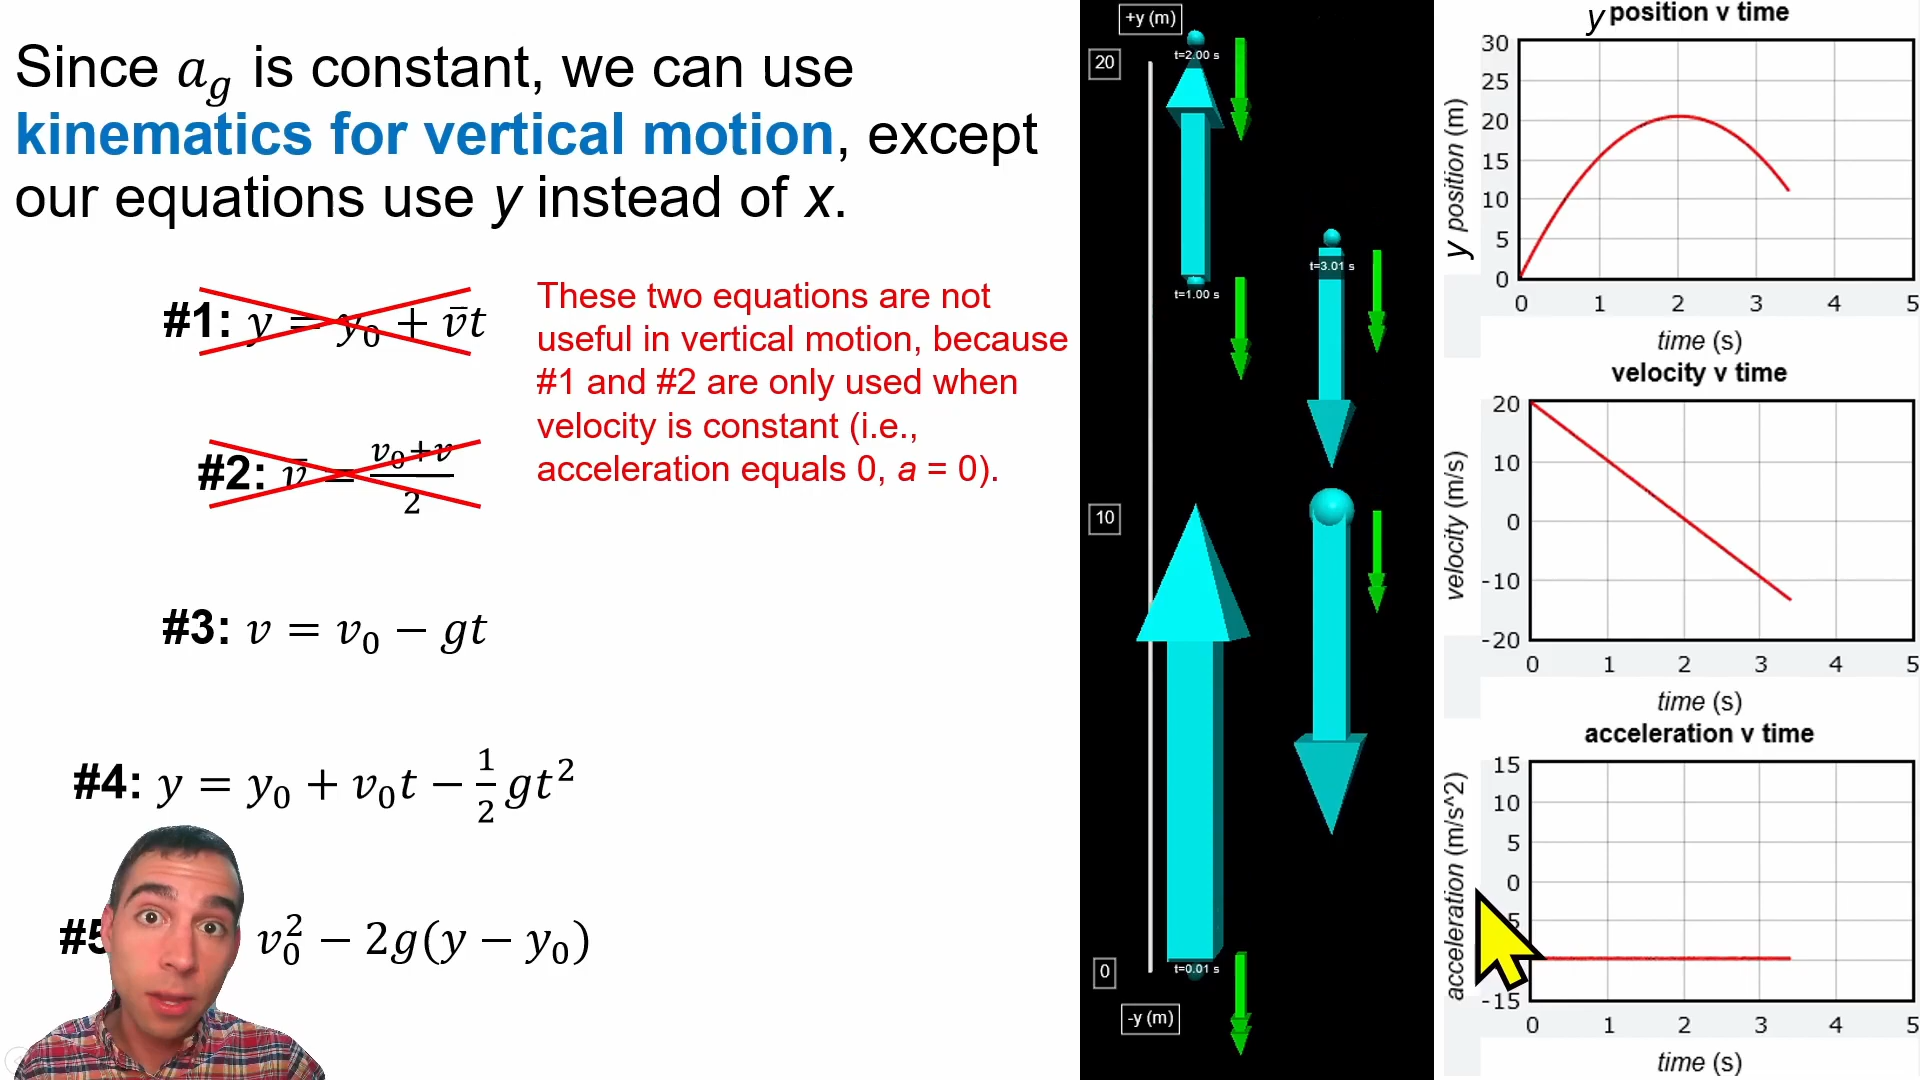 Since a_g is constant, we can use
kinematics for vertical motion, except
our equations use y instead of x.
#1: y = y₀ + v̄t
#2: v̄ = (v₀+v)/2
These two equations are not
useful in vertical motion, because
#1 and #2 are only used when
velocity is constant (i.e.,
acceleration equals 0, a = 0).
#3: v = v₀ − gt
#4: y = y₀ + v₀t − ½gt²
#5 v₀² − 2g(y − y₀)
+y (m)
20
t=2.00 s
t=1.00 s
t=3.01 s
10
0
t=0.01 s
-y (m)
y position v time
y position (m)
30
25
20
15
10
5
0
0 1 2 3 4 5
time (s)
velocity v time
velocity (m/s)
20
10
0
-10
-20
0 1 2 3 4 5
time (s)
acceleration v time
acceleration (m/s^2)
15
10
5
0
5
-15
0 1 2 3 4 5
time (s)